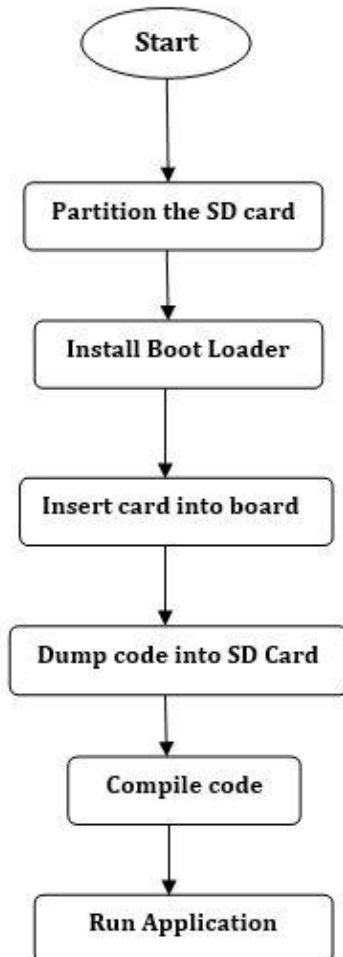 Start
Partition the SD card
Install Boot Loader
Insert card into board
Dump code into SD Card
Compile code
Run Application